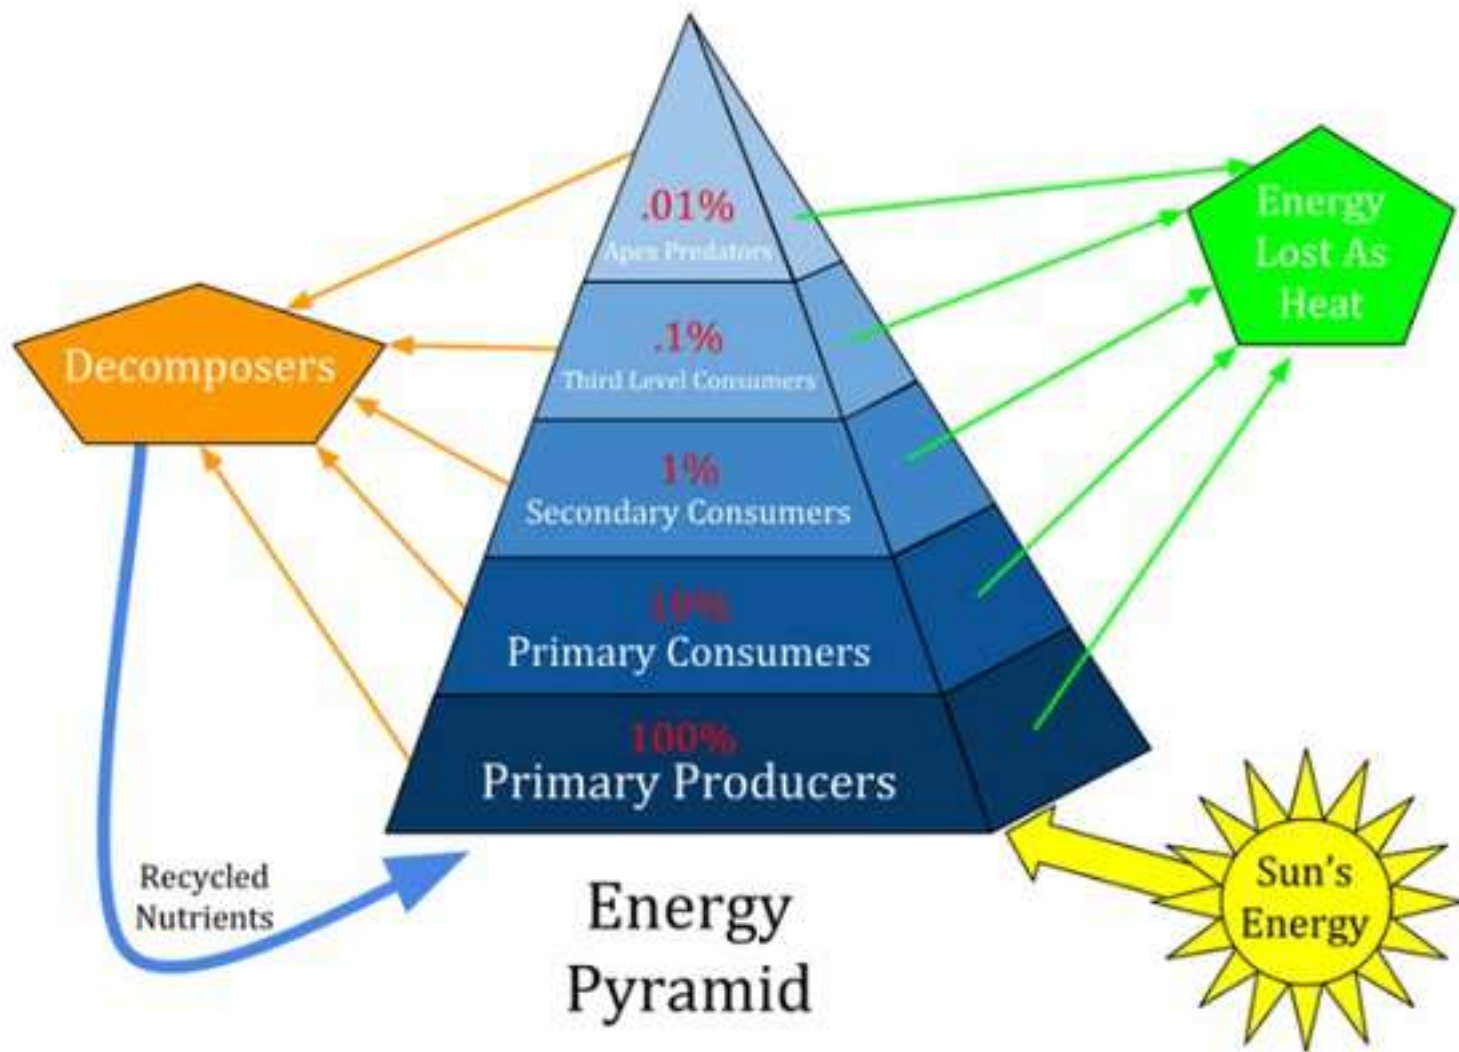 .01%
Apex Predators
.1%
Third Level Consumers
1%
Secondary Consumers
10%
Primary Consumers
100%
Primary Producers
Decomposers
Energy
Lost As
Heat
Recycled
Nutrients
Sun's
Energy
Energy
Pyramid